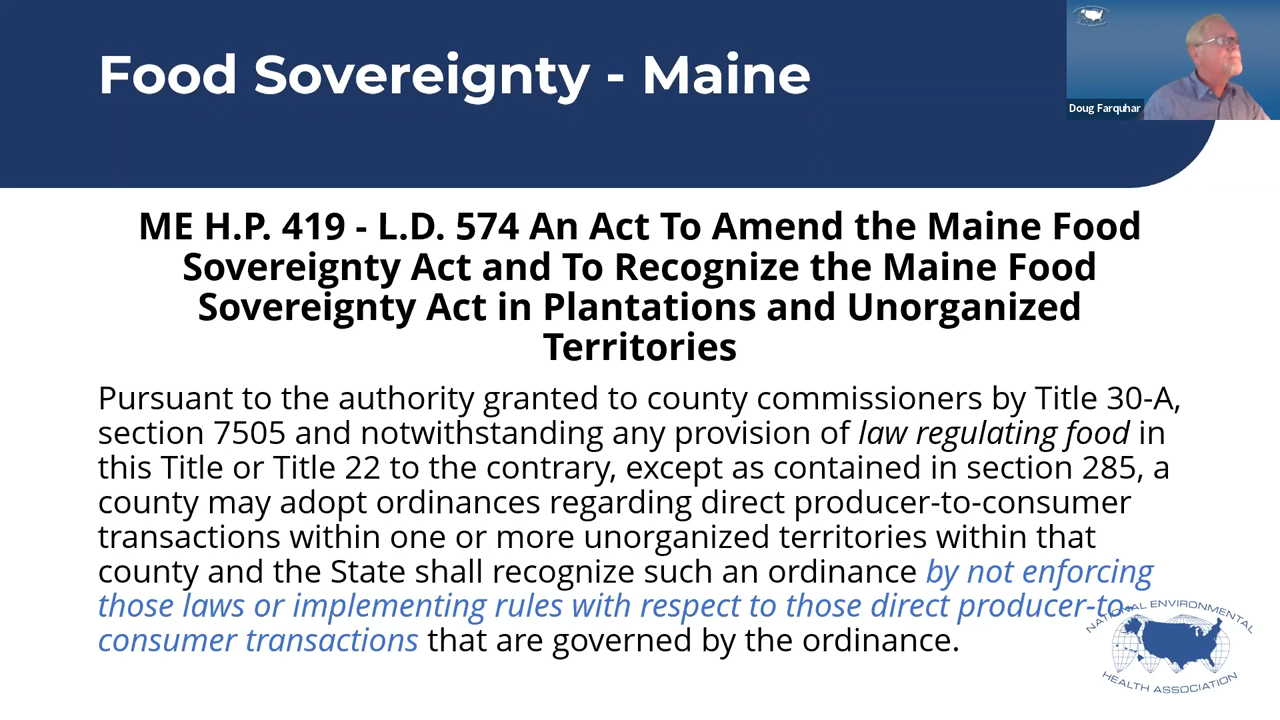 Food Sovereignty - Maine
Doug Farquhar
ME H.P. 419 - L.D. 574 An Act To Amend the Maine Food
Sovereignty Act and To Recognize the Maine Food
Sovereignty Act in Plantations and Unorganized
Territories
Pursuant to the authority granted to county commissioners by Title 30-A,
section 7505 and notwithstanding any provision of law regulating food in
this Title or Title 22 to the contrary, except as contained in section 285, a
county may adopt ordinances regarding direct producer-to-consumer
transactions within one or more unorganized territories within that
county and the State shall recognize such an ordinance by not enforcing
those laws or implementing rules with respect to those direct producer-to-
consumer transactions that are governed by the ordinance.
NATIONAL ENVIRONMENTAL
HEALTH ASSOCIATION